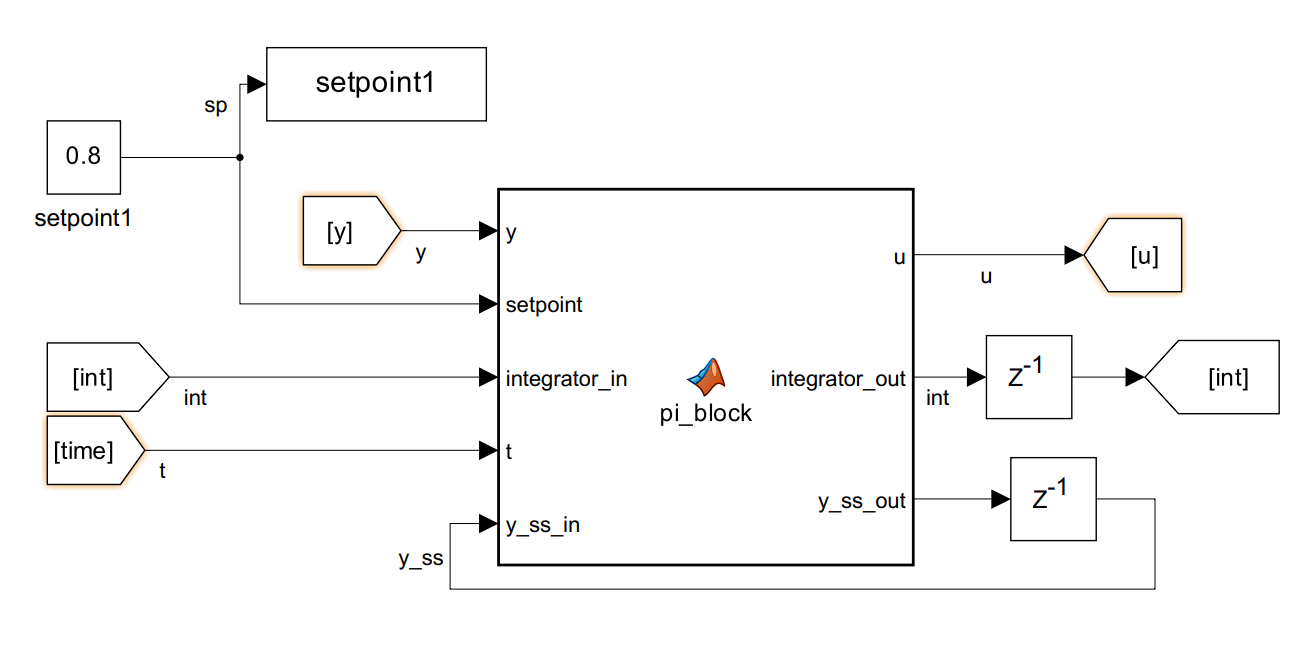 setpoint1
sp
0.8
setpoint1
[y]
y
y
setpoint
[int]
int
integrator_in
[time]
t
t
y_ss_in
y_ss
pi_block
u
u
[u]
integrator_out
int
z-1
[int]
y_ss_out
z-1